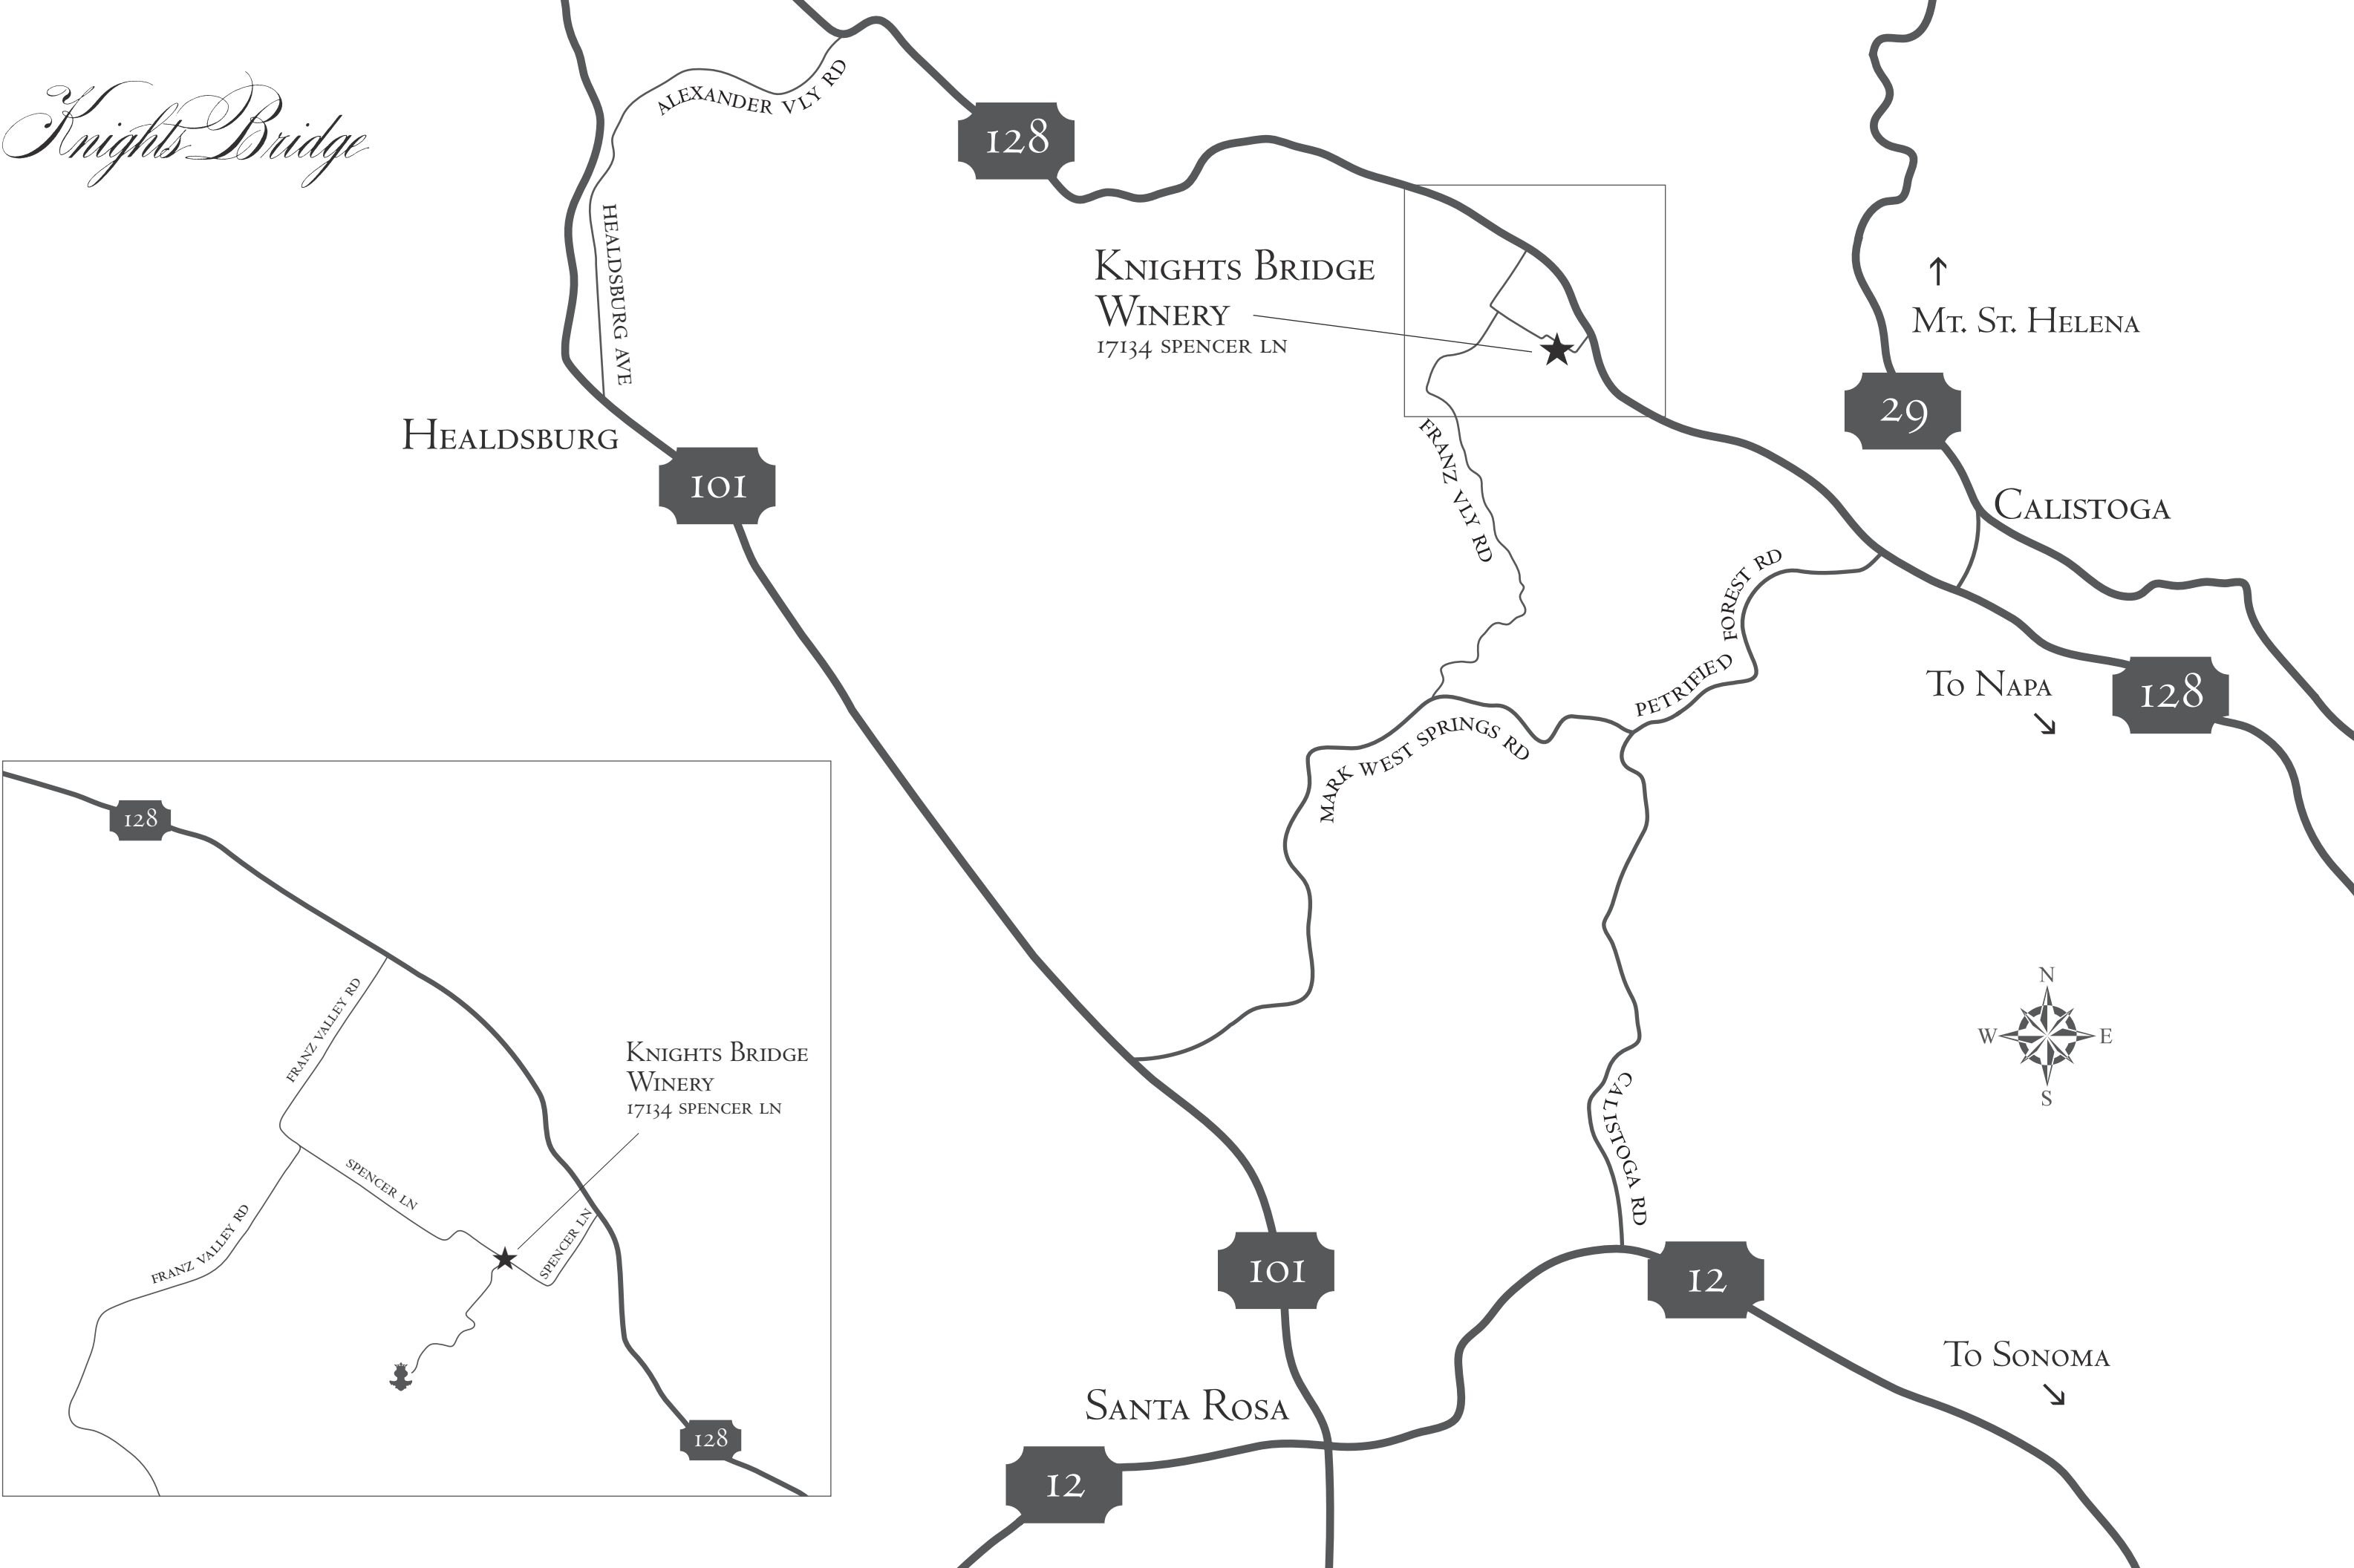 Knights Bridge
ALEXANDER VLY RD
128
HEALDSBURG AVE
KNIGHTS BRIDGE
WINERY
17134 SPENCER LN
MT. ST. HELENA
29
HEALDSBURG
101
FRANZ VLY RD
CALISTOGA
PETRIFIED FOREST RD
TO NAPA
128
MARK WEST SPRINGS RD
128
FRANZ VALLEY RD
KNIGHTS BRIDGE
WINERY
17134 SPENCER LN
SPENCER LN
FRANZ VALLEY RD
SPENCER LN
128
N
W
E
S
CALISTOGA RD
101
12
TO SONOMA
SANTA ROSA
12